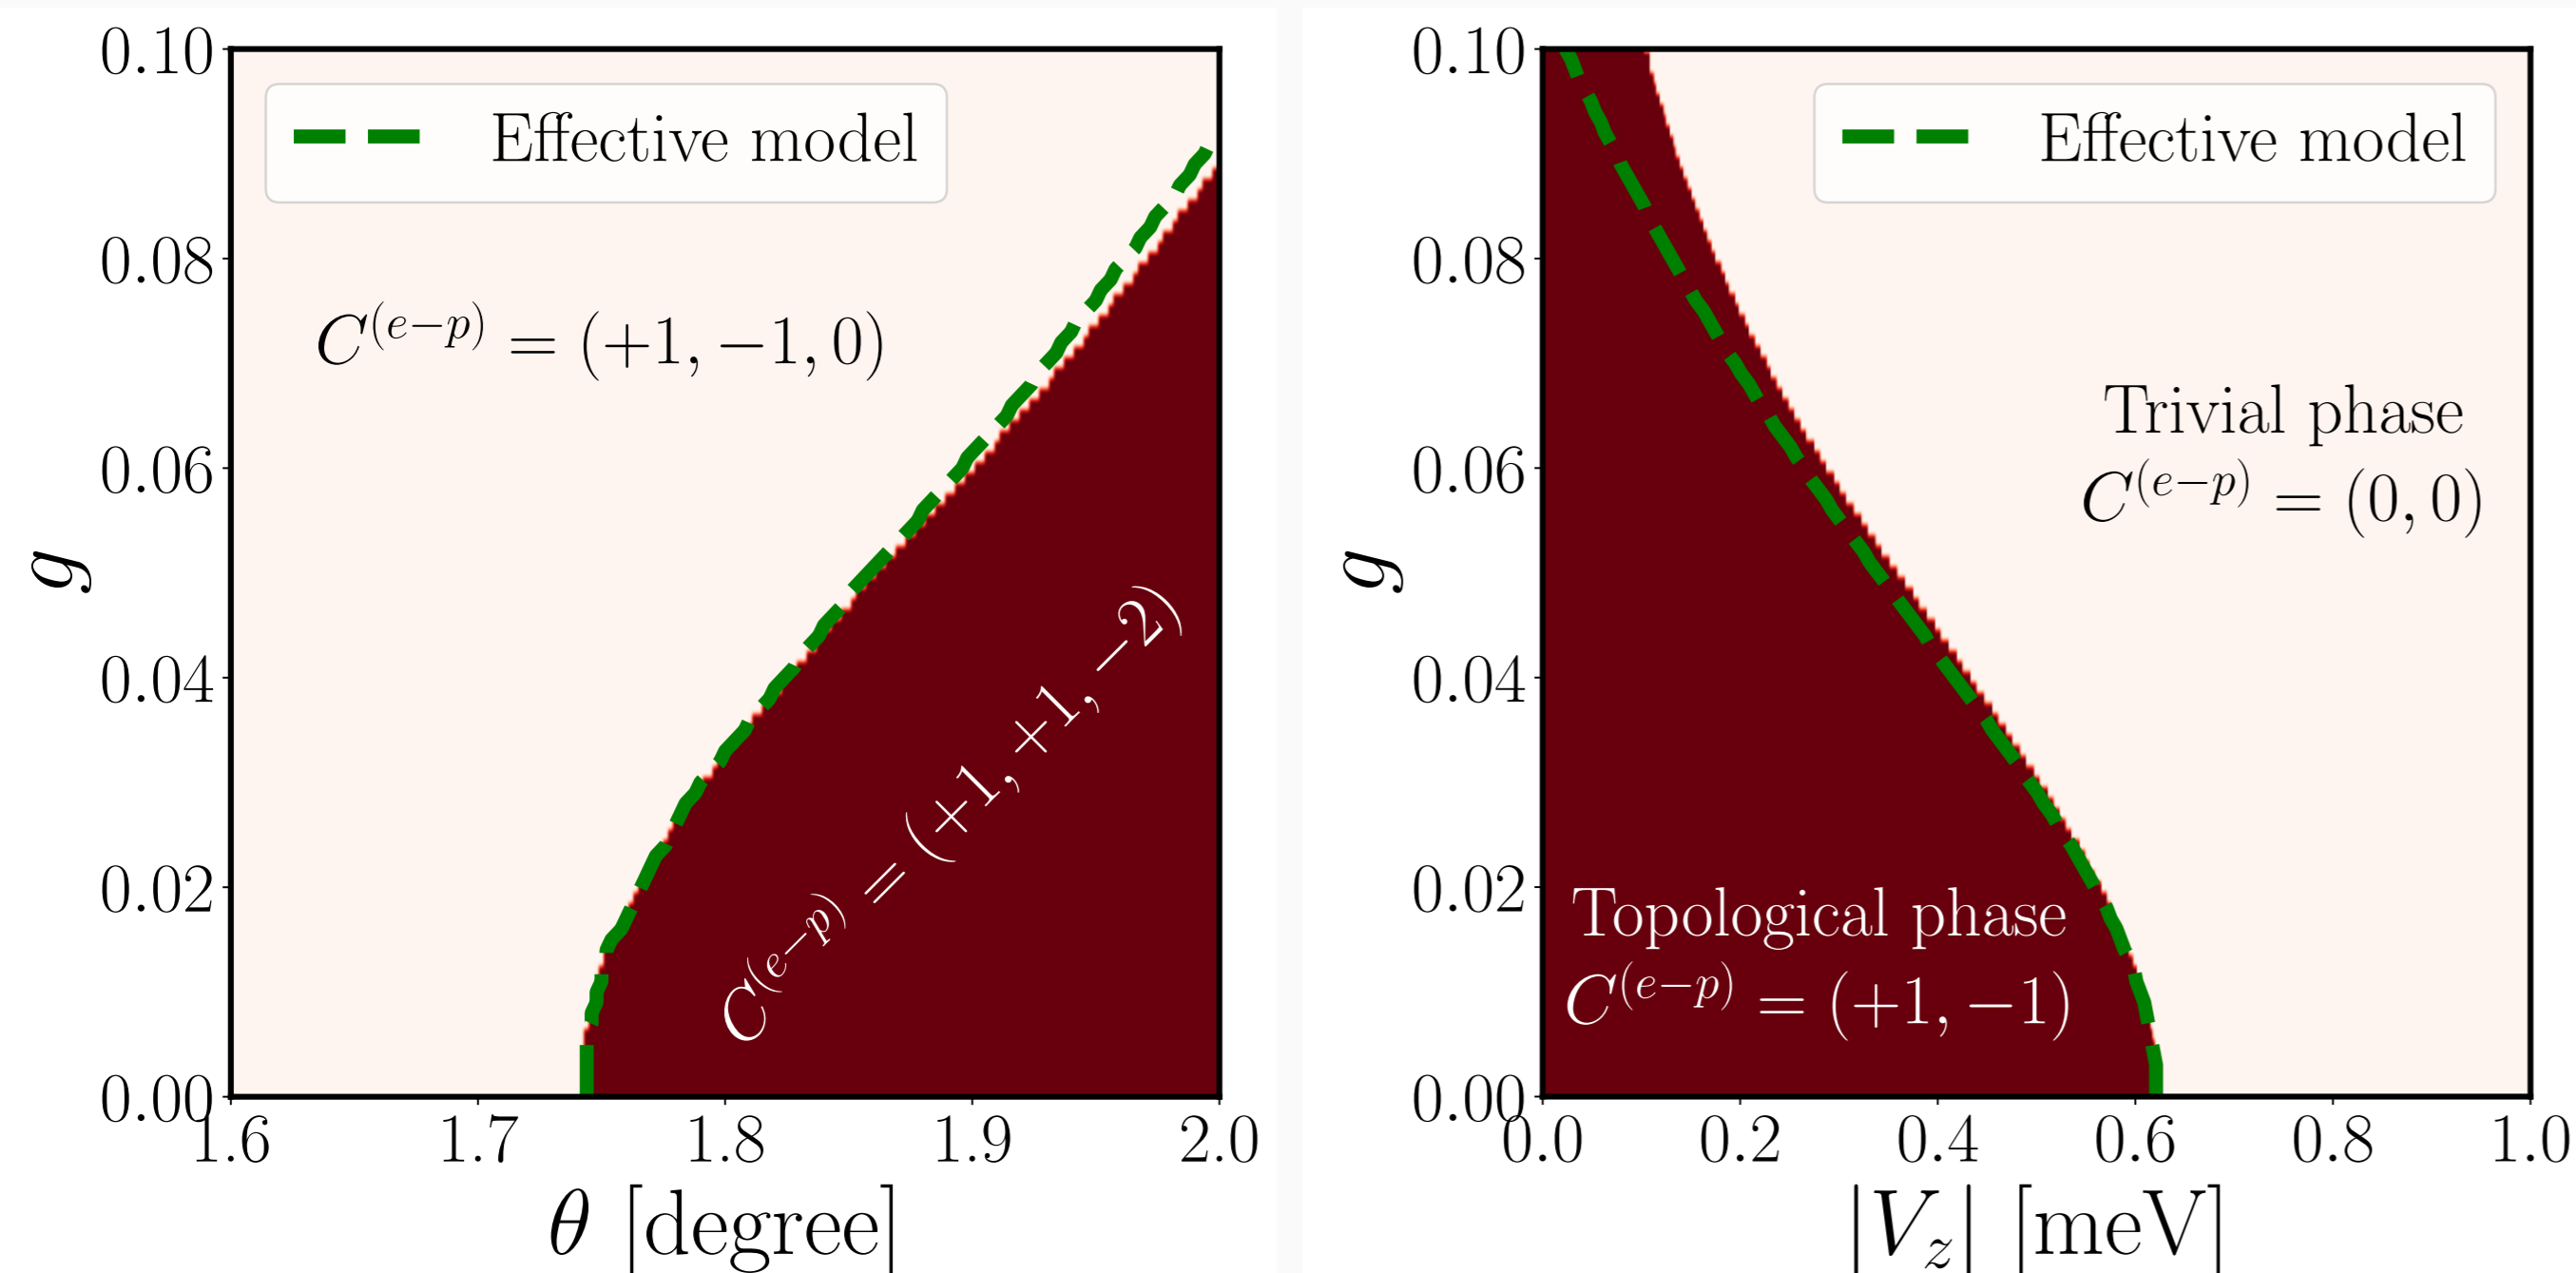 0.10
0.08
0.06
0.04
0.02
0.00
g
Effective model
C^{(e-p)} = (+1, −1, 0)
C^{(e-p)} = (+1, +1, −2)
1.6 1.7 1.8 1.9 2.0
θ [degree]
0.10
0.08
0.06
0.04
0.02
0.00
g
Effective model
Trivial phase
C^{(e-p)} = (0, 0)
Topological phase
C^{(e-p)} = (+1, −1)
0.0 0.2 0.4 0.6 0.8 1.0
|V_z| [meV]